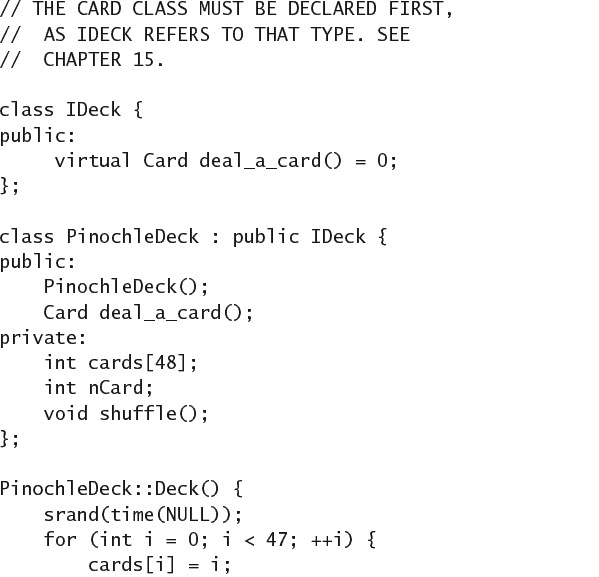 // THE CARD CLASS MUST BE DECLARED FIRST,
//  AS IDECK REFERS TO THAT TYPE. SEE
//  CHAPTER 15.
class IDeck {
public:
     virtual Card deal_a_card() = 0;
};
class PinochleDeck : public IDeck {
public:
    PinochleDeck();
    Card deal_a_card();
private:
    int cards[48];
    int nCard;
    void shuffle();
};
PinochleDeck::Deck() {
    srand(time(NULL));
    for (int i = 0; i < 47; ++i) {
        cards[i] = i;